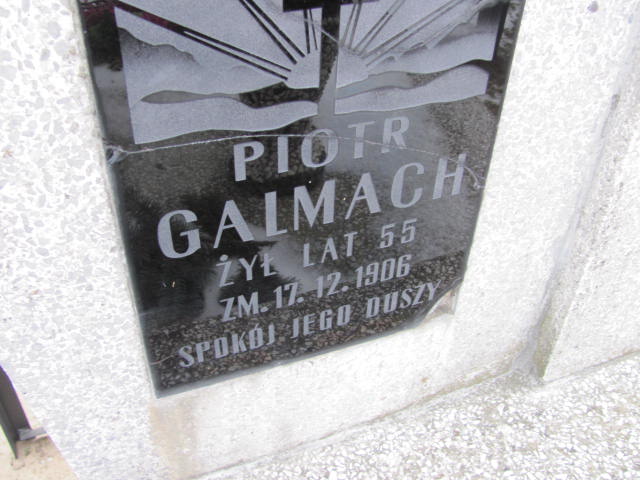 PIOTR
GALMACH
ŻYŁ LAT 55
ZM. 17. 12. 1906
SPOKÓJ JEGO DUSZY